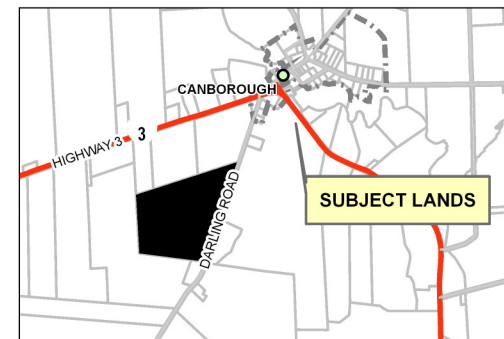 CANBOROUGH
HIGHWAY 3
3
DARLING ROAD
SUBJECT LANDS